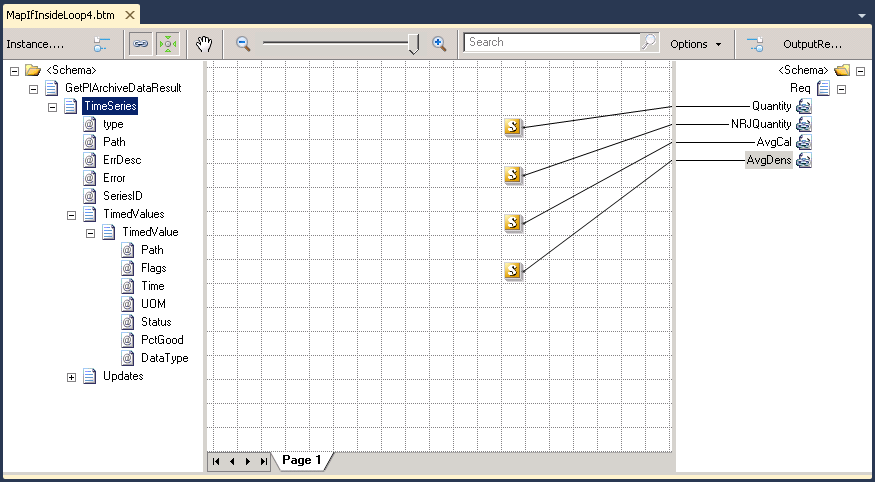 MapIfInsideLoop4.btm
Instance....
Search
Options
OutputRe...
<Schema>
GetPIArchiveDataResult
TimeSeries
type
Path
ErrDesc
Error
SeriesID
TimedValues
TimedValue
Path
Flags
Time
UOM
Status
PctGood
DataType
Updates
<Schema>
Req
Quantity
NRJQuantity
AvgCal
AvgDens
Page 1